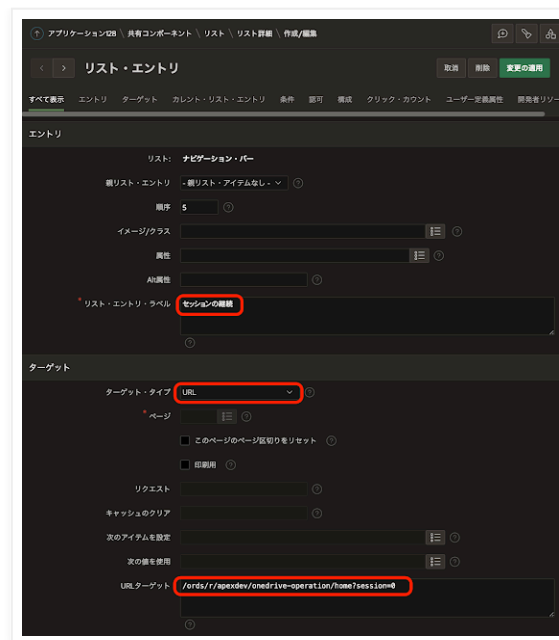 アプリケーション128 \ 共有コンポーネント \ リスト \ リスト詳細 \ 作成/編集
リスト・エントリ
取消 削除 変更の適用
すべて表示 エントリ ターゲット カレント・リスト・エントリ 条件 認可 構成 クリック・カウント ユーザー定義属性 開発者リソー
エントリ
リスト: ナビゲーション・バー
親リスト・エントリ - 親リスト・アイテムなし -
順序 5
イメージ/クラス
属性
Alt属性
* リスト・エントリ・ラベル セッションの継続
ターゲット
ターゲット・タイプ URL
* ページ
このページのページ区切りをリセット
印刷用
リクエスト
キャッシュのクリア
次のアイテムを設定
次の値を使用
URLターゲット /ords/r/apexdev/onedrive-operation/home?session=0